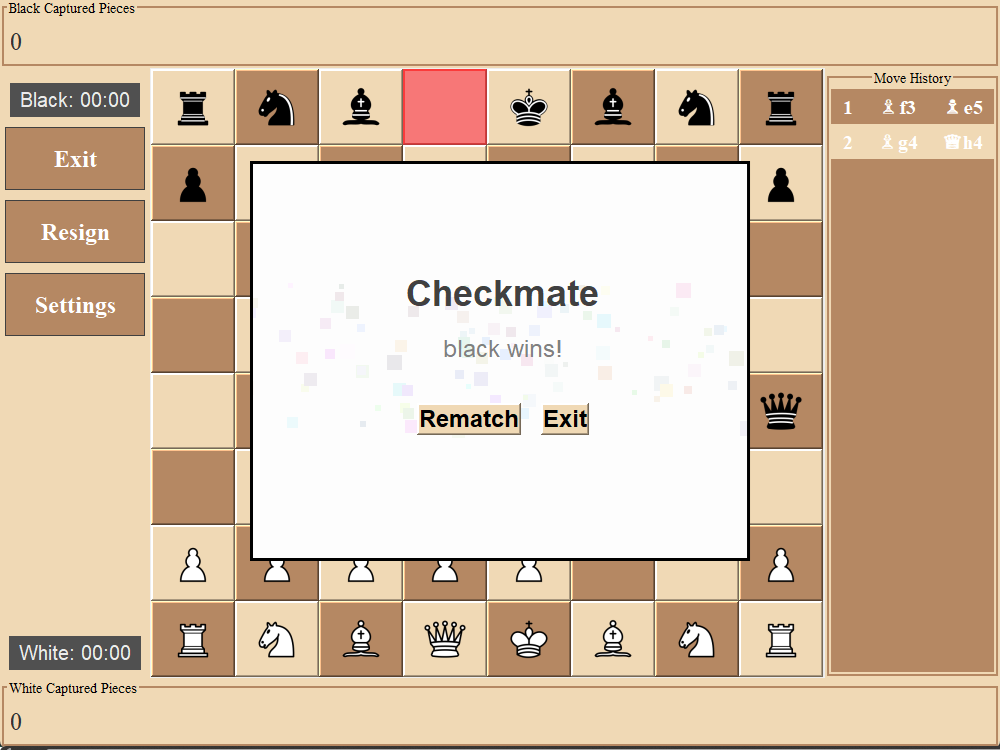 Black Captured Pieces
0
Black: 00:00
Exit
Resign
Settings
White: 00:00
Checkmate
black wins!
Rematch Exit
Move History
1 ♗ f3 ♝ e5
2 ♗ g4 ♕ h4
White Captured Pieces
0